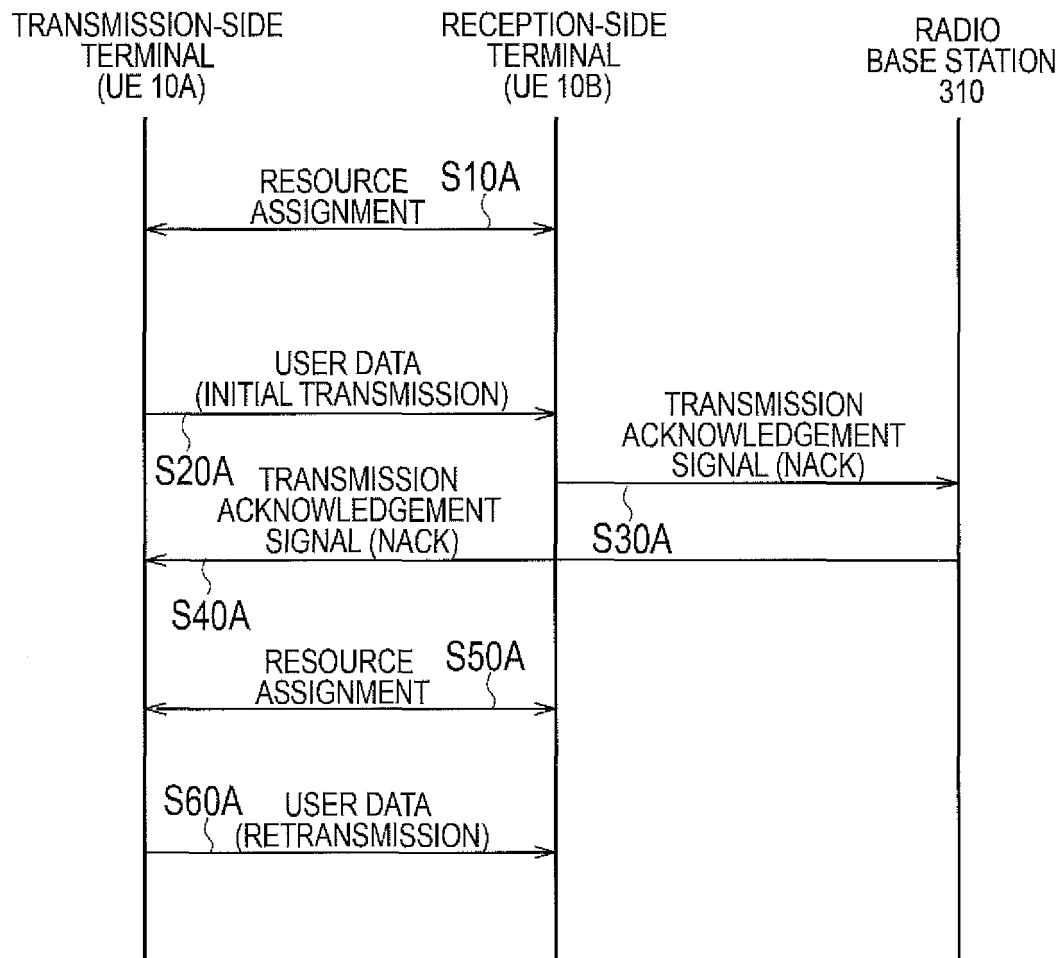 TRANSMISSION-SIDE
TERMINAL
(UE 10A)
RECEPTION-SIDE
TERMINAL
(UE 10B)
RADIO
BASE STATION
310
RESOURCE
ASSIGNMENT
S10A
USER DATA
(INITIAL TRANSMISSION)
S20A
TRANSMISSION
ACKNOWLEDGEMENT
SIGNAL (NACK)
S30A
TRANSMISSION
ACKNOWLEDGEMENT
SIGNAL (NACK)
S40A
RESOURCE
ASSIGNMENT
S50A
S60A
USER DATA
(RETRANSMISSION)